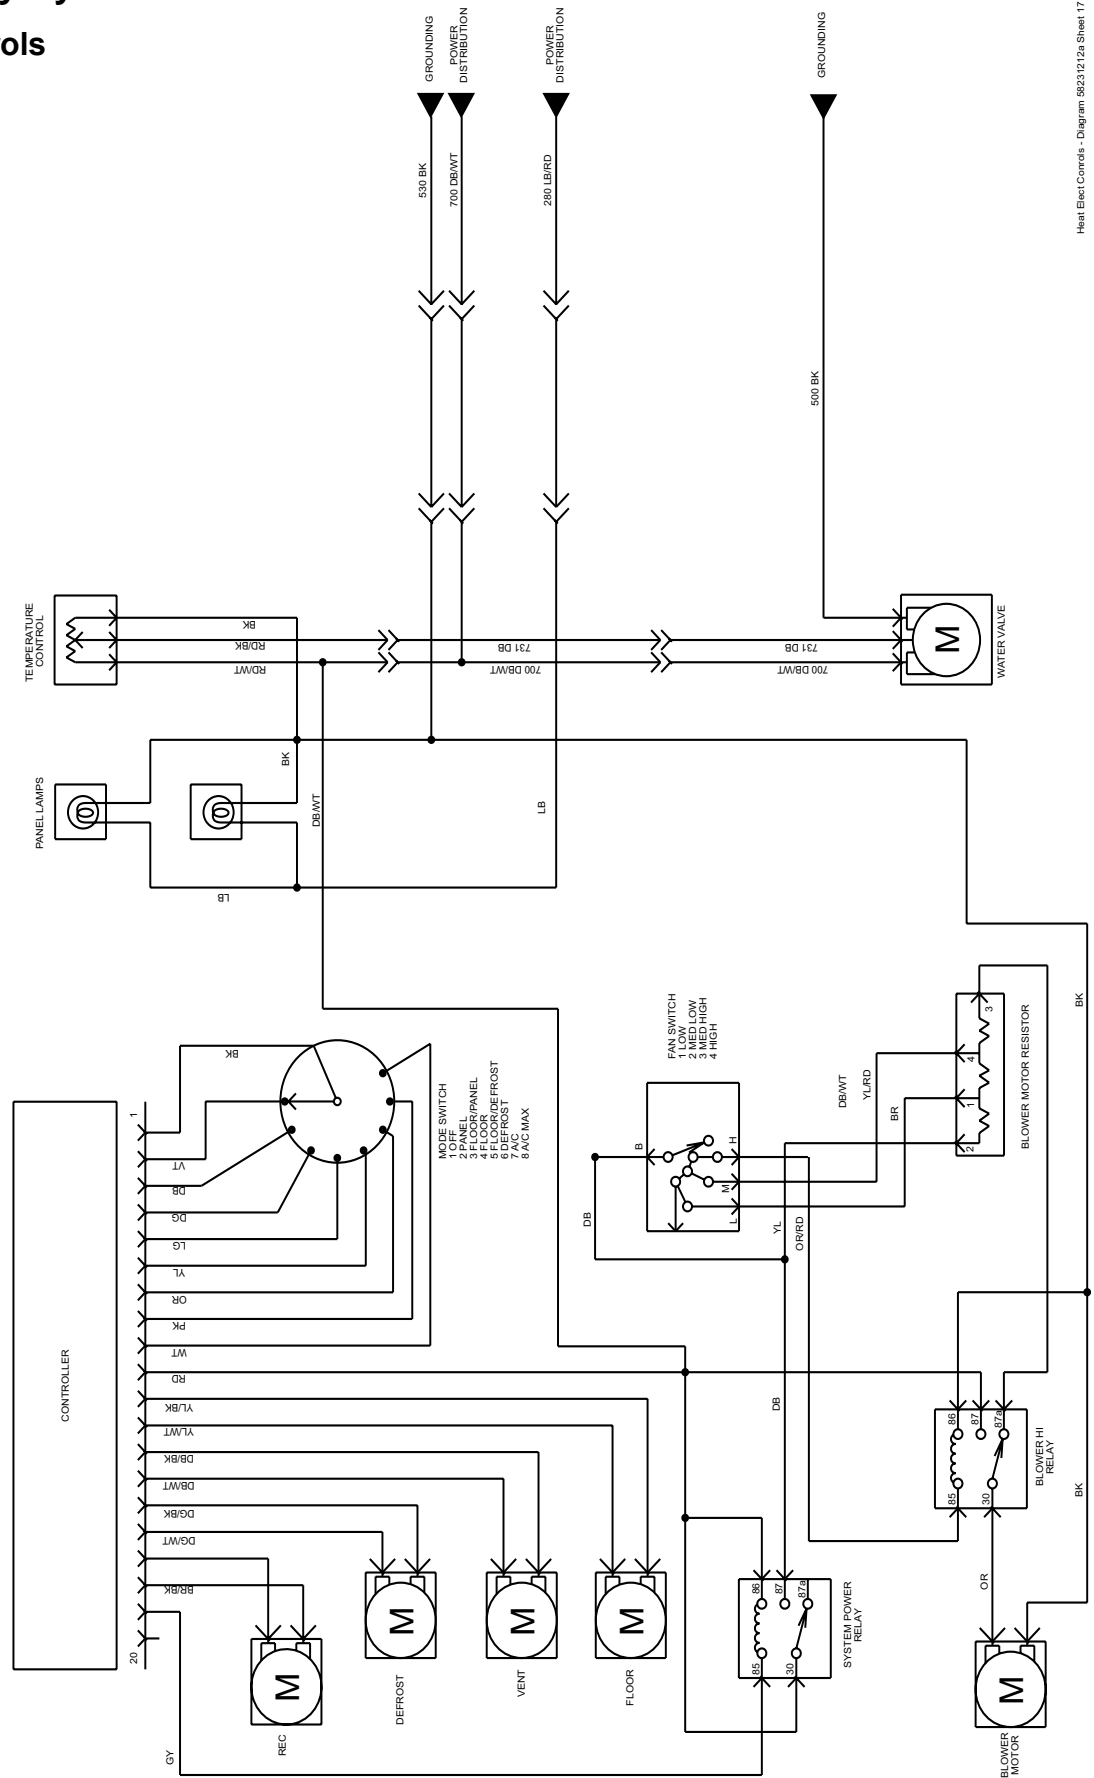 ols
GROUNDING
POWER
DISTRIBUTION
POWER
DISTRIBUTION
GROUNDING
Heat Elect Conrols - Diagram 58231212a Sheet 17
530 BK
700 DB/WT
280 LB/RD
500 BK
TEMPERATURE
CONTROL
BK
RD/BK
RD/WT
731 DB
700 DB/WT
731 DB
700 DB/WT
M
WATER VALVE
PANEL LAMPS
BK
DB/WT
LB
LB
CONTROLLER
1
20
BK
VT
DB
DG
LG
YL
OR
PK
WT
RD
YL/BK
YL/WT
DB/BK
DB/WT
DG/BK
DG/WT
BR/BK
GY
MODE SWITCH
1 OFF
2 PANEL
3 FLOOR/PANEL
4 FLOOR
5 FLOOR/DEFROST
6 DEFROST
7 A/C
8 A/C MAX
FAN SWITCH
1 LOW
2 MED LOW
3 MED HIGH
4 HIGH
B
H
M
L
DB
YL
OR/RD
DB/WT
YL/RD
BR
3
4
1
2
BLOWER MOTOR RESISTOR
BK
DB
86
87
87a
85
30
BLOWER HI
RELAY
BK
OR
86
87
87a
85
30
SYSTEM POWER
RELAY
M
REC
M
DEFROST
M
VENT
M
FLOOR
M
BLOWER
MOTOR